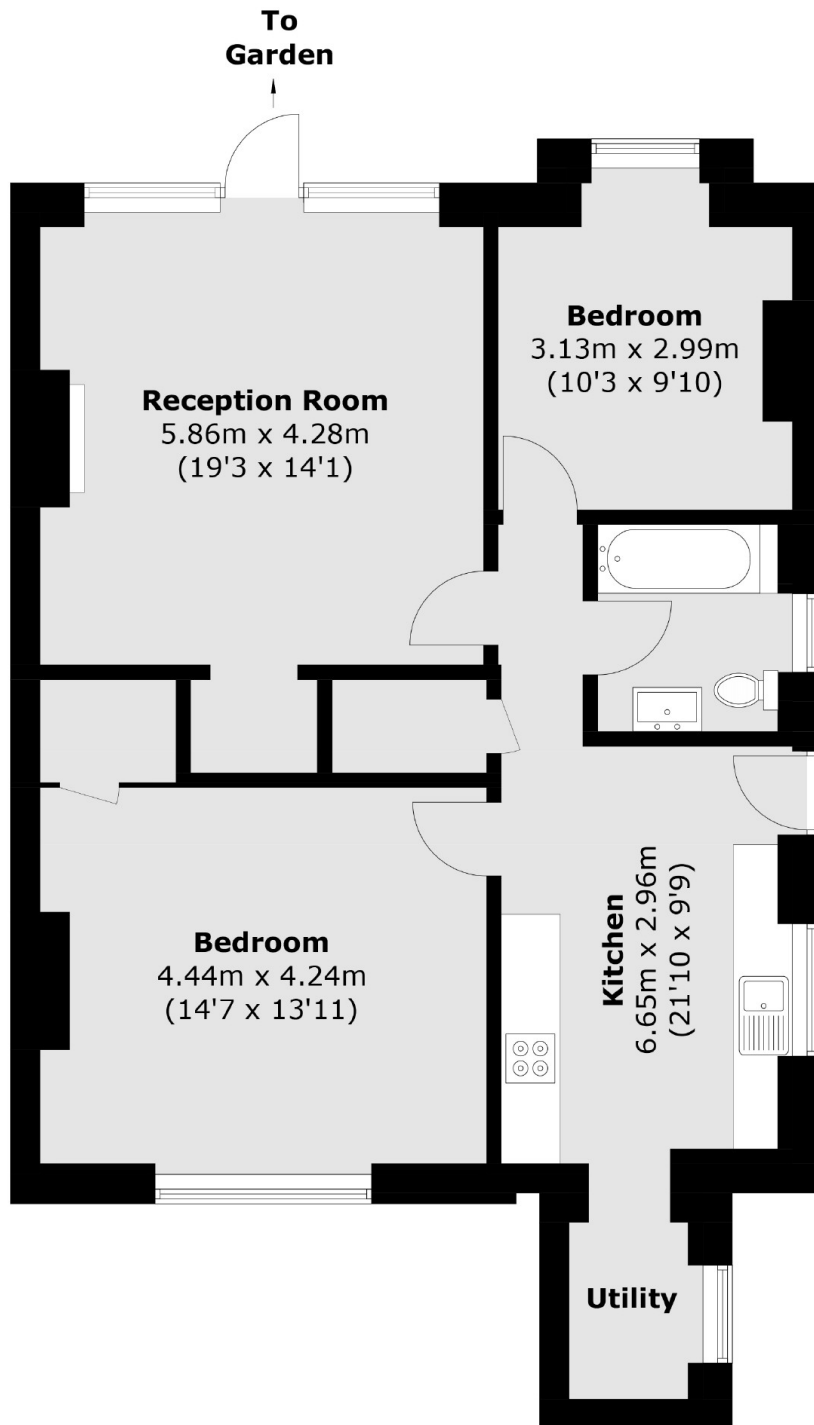 To
Garden
Bedroom
3.13m x 2.99m
(10'3 x 9'10)
Reception Room
5.86m x 4.28m
(19'3 x 14'1)
Bedroom
4.44m x 4.24m
(14'7 x 13'11)
Kitchen
6.65m x 2.96m
(21'10 x 9'9)
Utility